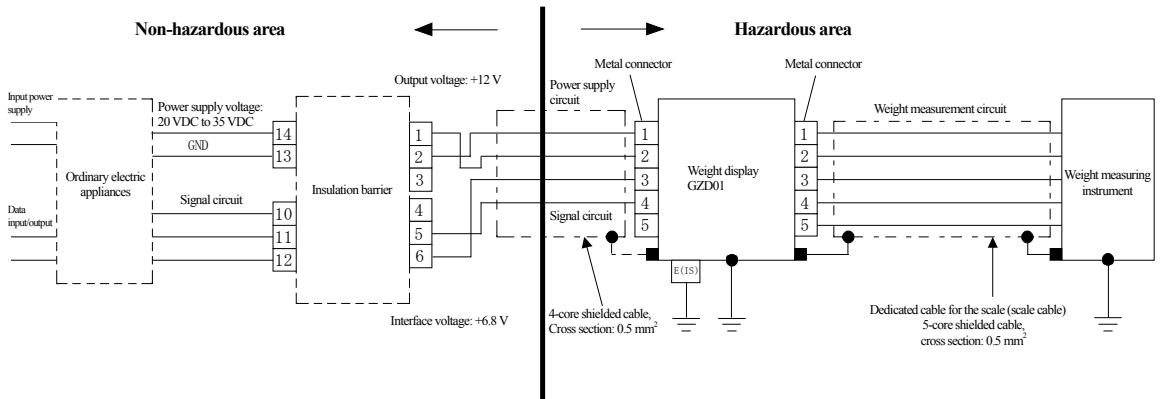 Non-hazardous area
Hazardous area
Output voltage: +12 V
Input power
supply
Power supply voltage:
20 VDC to 35 VDC
GND
Ordinary electric
appliances
Signal circuit
Data
input/output
14
13
10
11
12
Insulation barrier
1
2
3
4
5
6
Interface voltage: +6.8 V
Power supply
circuit
Signal circuit
4-core shielded cable,
Cross section: 0.5 mm²
Metal connector
1
2
3
4
5
Weight display
GZD01
E(IS)
Metal connector
1
2
3
4
5
Weight measurement circuit
Weight measuring
instrument
Dedicated cable for the scale (scale cable)
5-core shielded cable,
cross section: 0.5 mm²